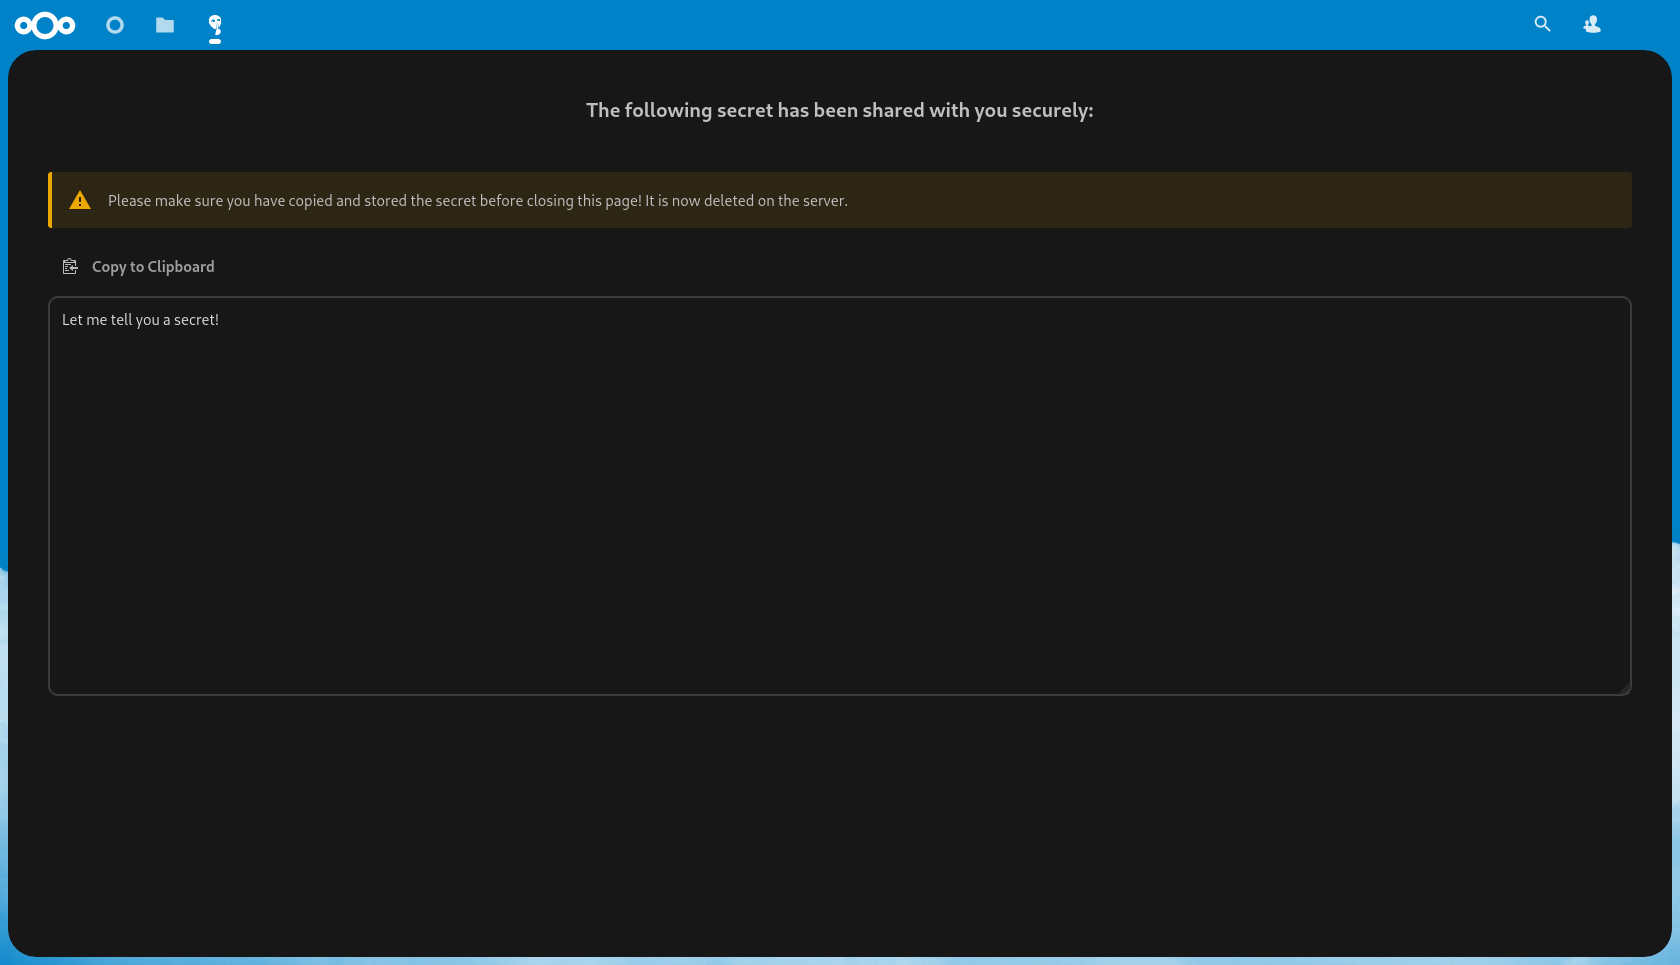 The following secret has been shared with you securely:
Please make sure you have copied and stored the secret before closing this page! It is now deleted on the server.
Copy to Clipboard
Let me tell you a secret!